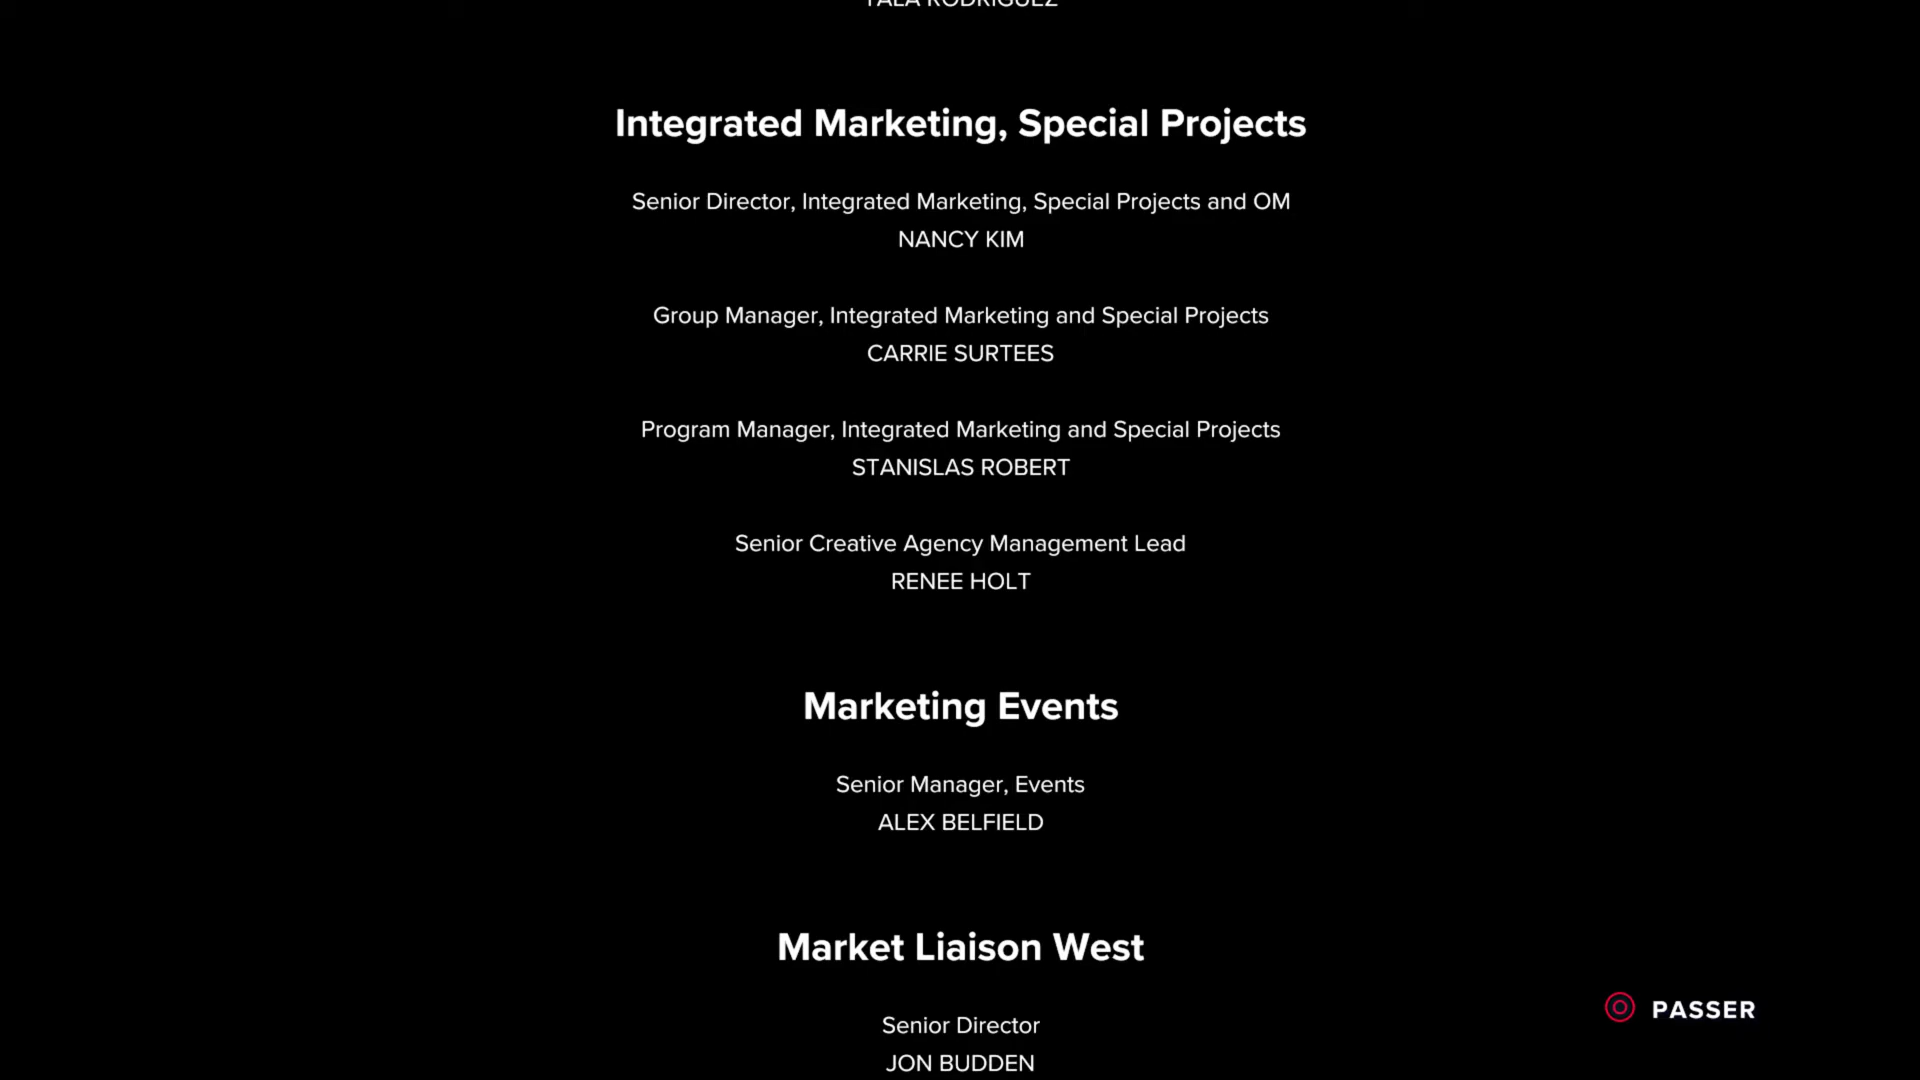 YALA RODRIGUEZ
Integrated Marketing, Special Projects
Senior Director, Integrated Marketing, Special Projects and OM
NANCY KIM
Group Manager, Integrated Marketing and Special Projects
CARRIE SURTEES
Program Manager, Integrated Marketing and Special Projects
STANISLAS ROBERT
Senior Creative Agency Management Lead
RENEE HOLT
Marketing Events
Senior Manager, Events
ALEX BELFIELD
Market Liaison West
Senior Director
JON BUDDEN
PASSER